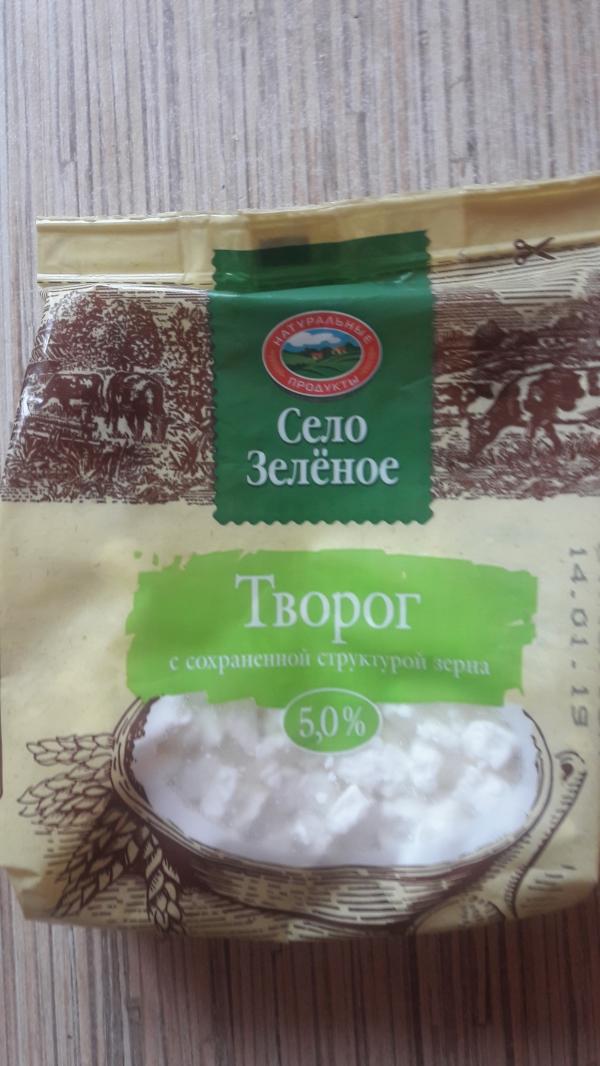 НАТУРАЛЬНЫЕ
ПРОДУКТЫ
Село
Зелёное
Творог
с сохраненной структурой зерна
5,0%
14.01.19